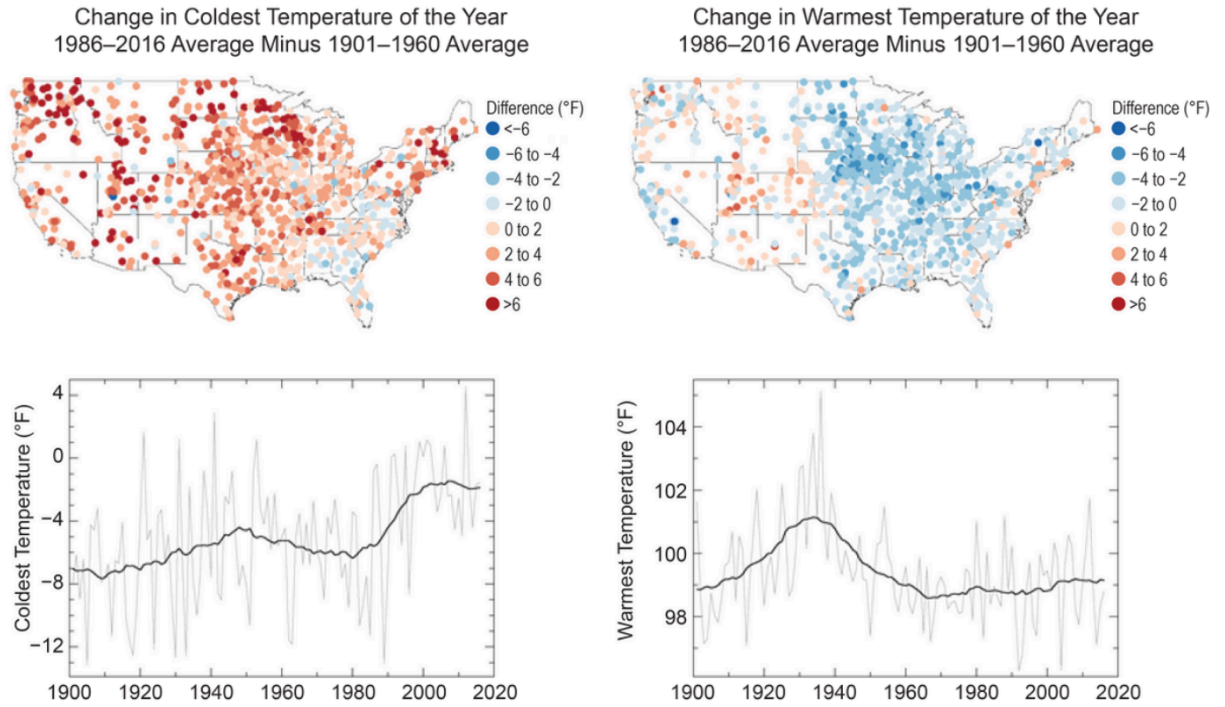 Change in Coldest Temperature of the Year
1986–2016 Average Minus 1901–1960 Average
Difference (°F)
<−6
−6 to −4
−4 to −2
−2 to 0
0 to 2
2 to 4
4 to 6
>6
Change in Warmest Temperature of the Year
1986–2016 Average Minus 1901–1960 Average
Difference (°F)
<−6
−6 to −4
−4 to −2
−2 to 0
0 to 2
2 to 4
4 to 6
>6
Coldest Temperature (°F)
4
0
−4
−8
−12
1900 1920 1940 1960 1980 2000 2020
Warmest Temperature (°F)
104
102
100
98
1900 1920 1940 1960 1980 2000 2020